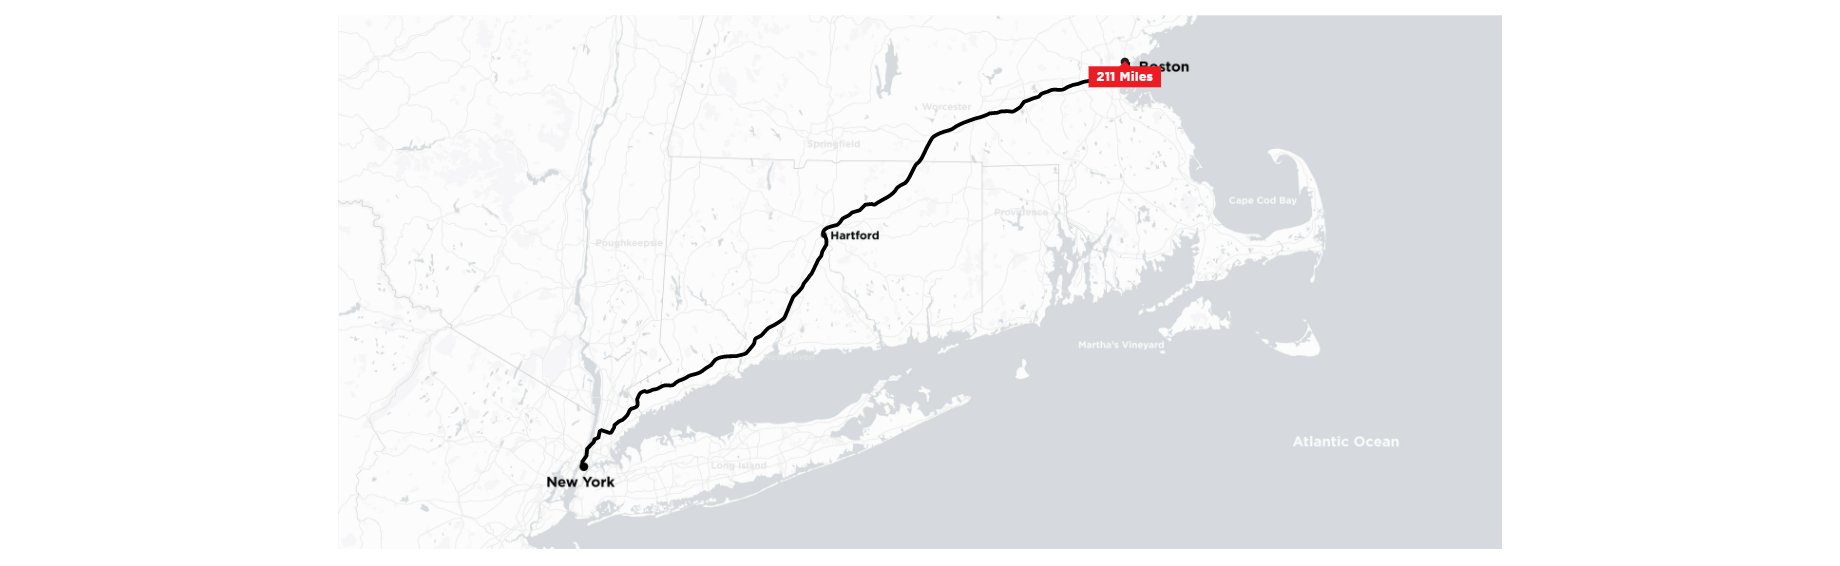 Boston
211 Miles
Worcester
Springfield
Cape Cod Bay
Providence
Hartford
Poughkeepsie
Martha's Vineyard
Atlantic Ocean
Long Island
New York